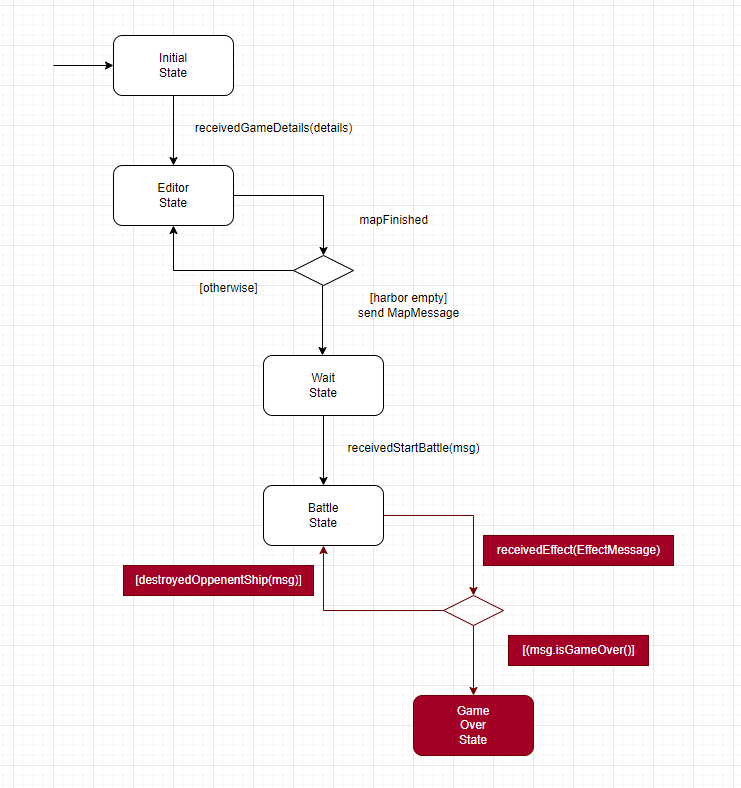 Initial
State
receivedGameDetails(details)
Editor
State
mapFinished
[otherwise]
[harbor empty]
send MapMessage
Wait
State
receivedStartBattle(msg)
Battle
State
receivedEffect(EffectMessage)
[destroyedOppenentShip(msg)]
[(msg.isGameOver()]
Game
Over
State